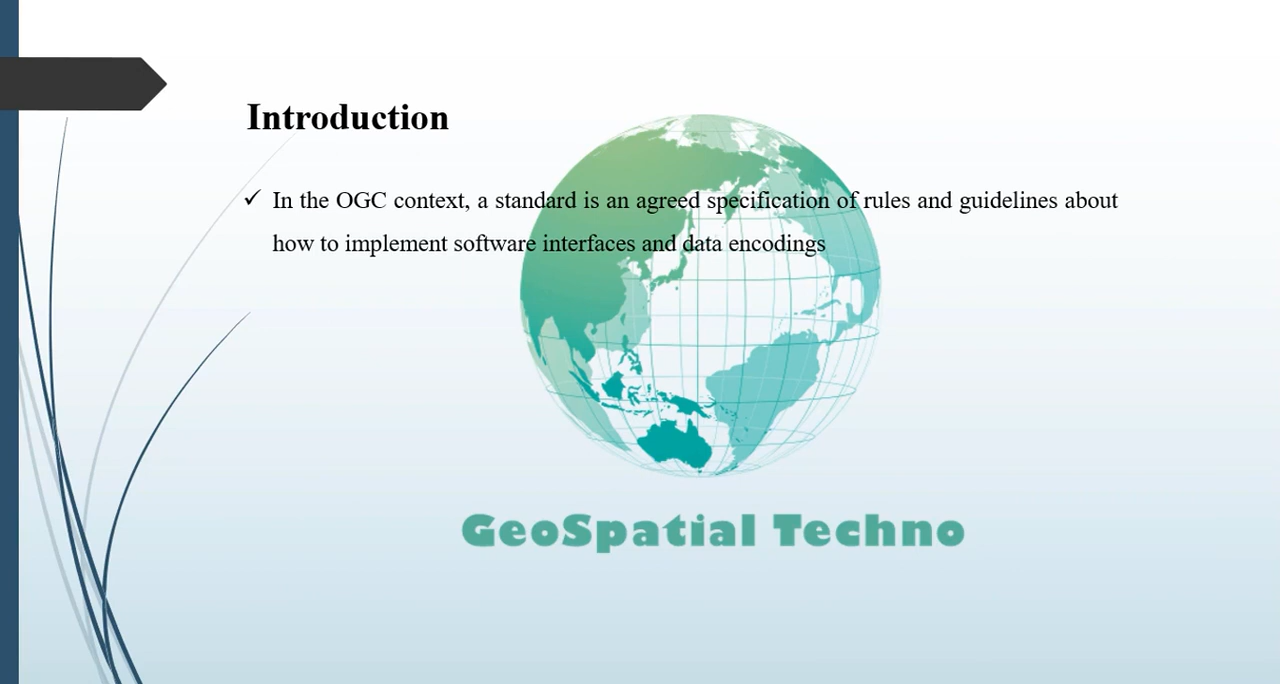 Introduction
✓ In the OGC context, a standard is an agreed specification of rules and guidelines about
how to implement software interfaces and data encodings
GeoSpatial Techno